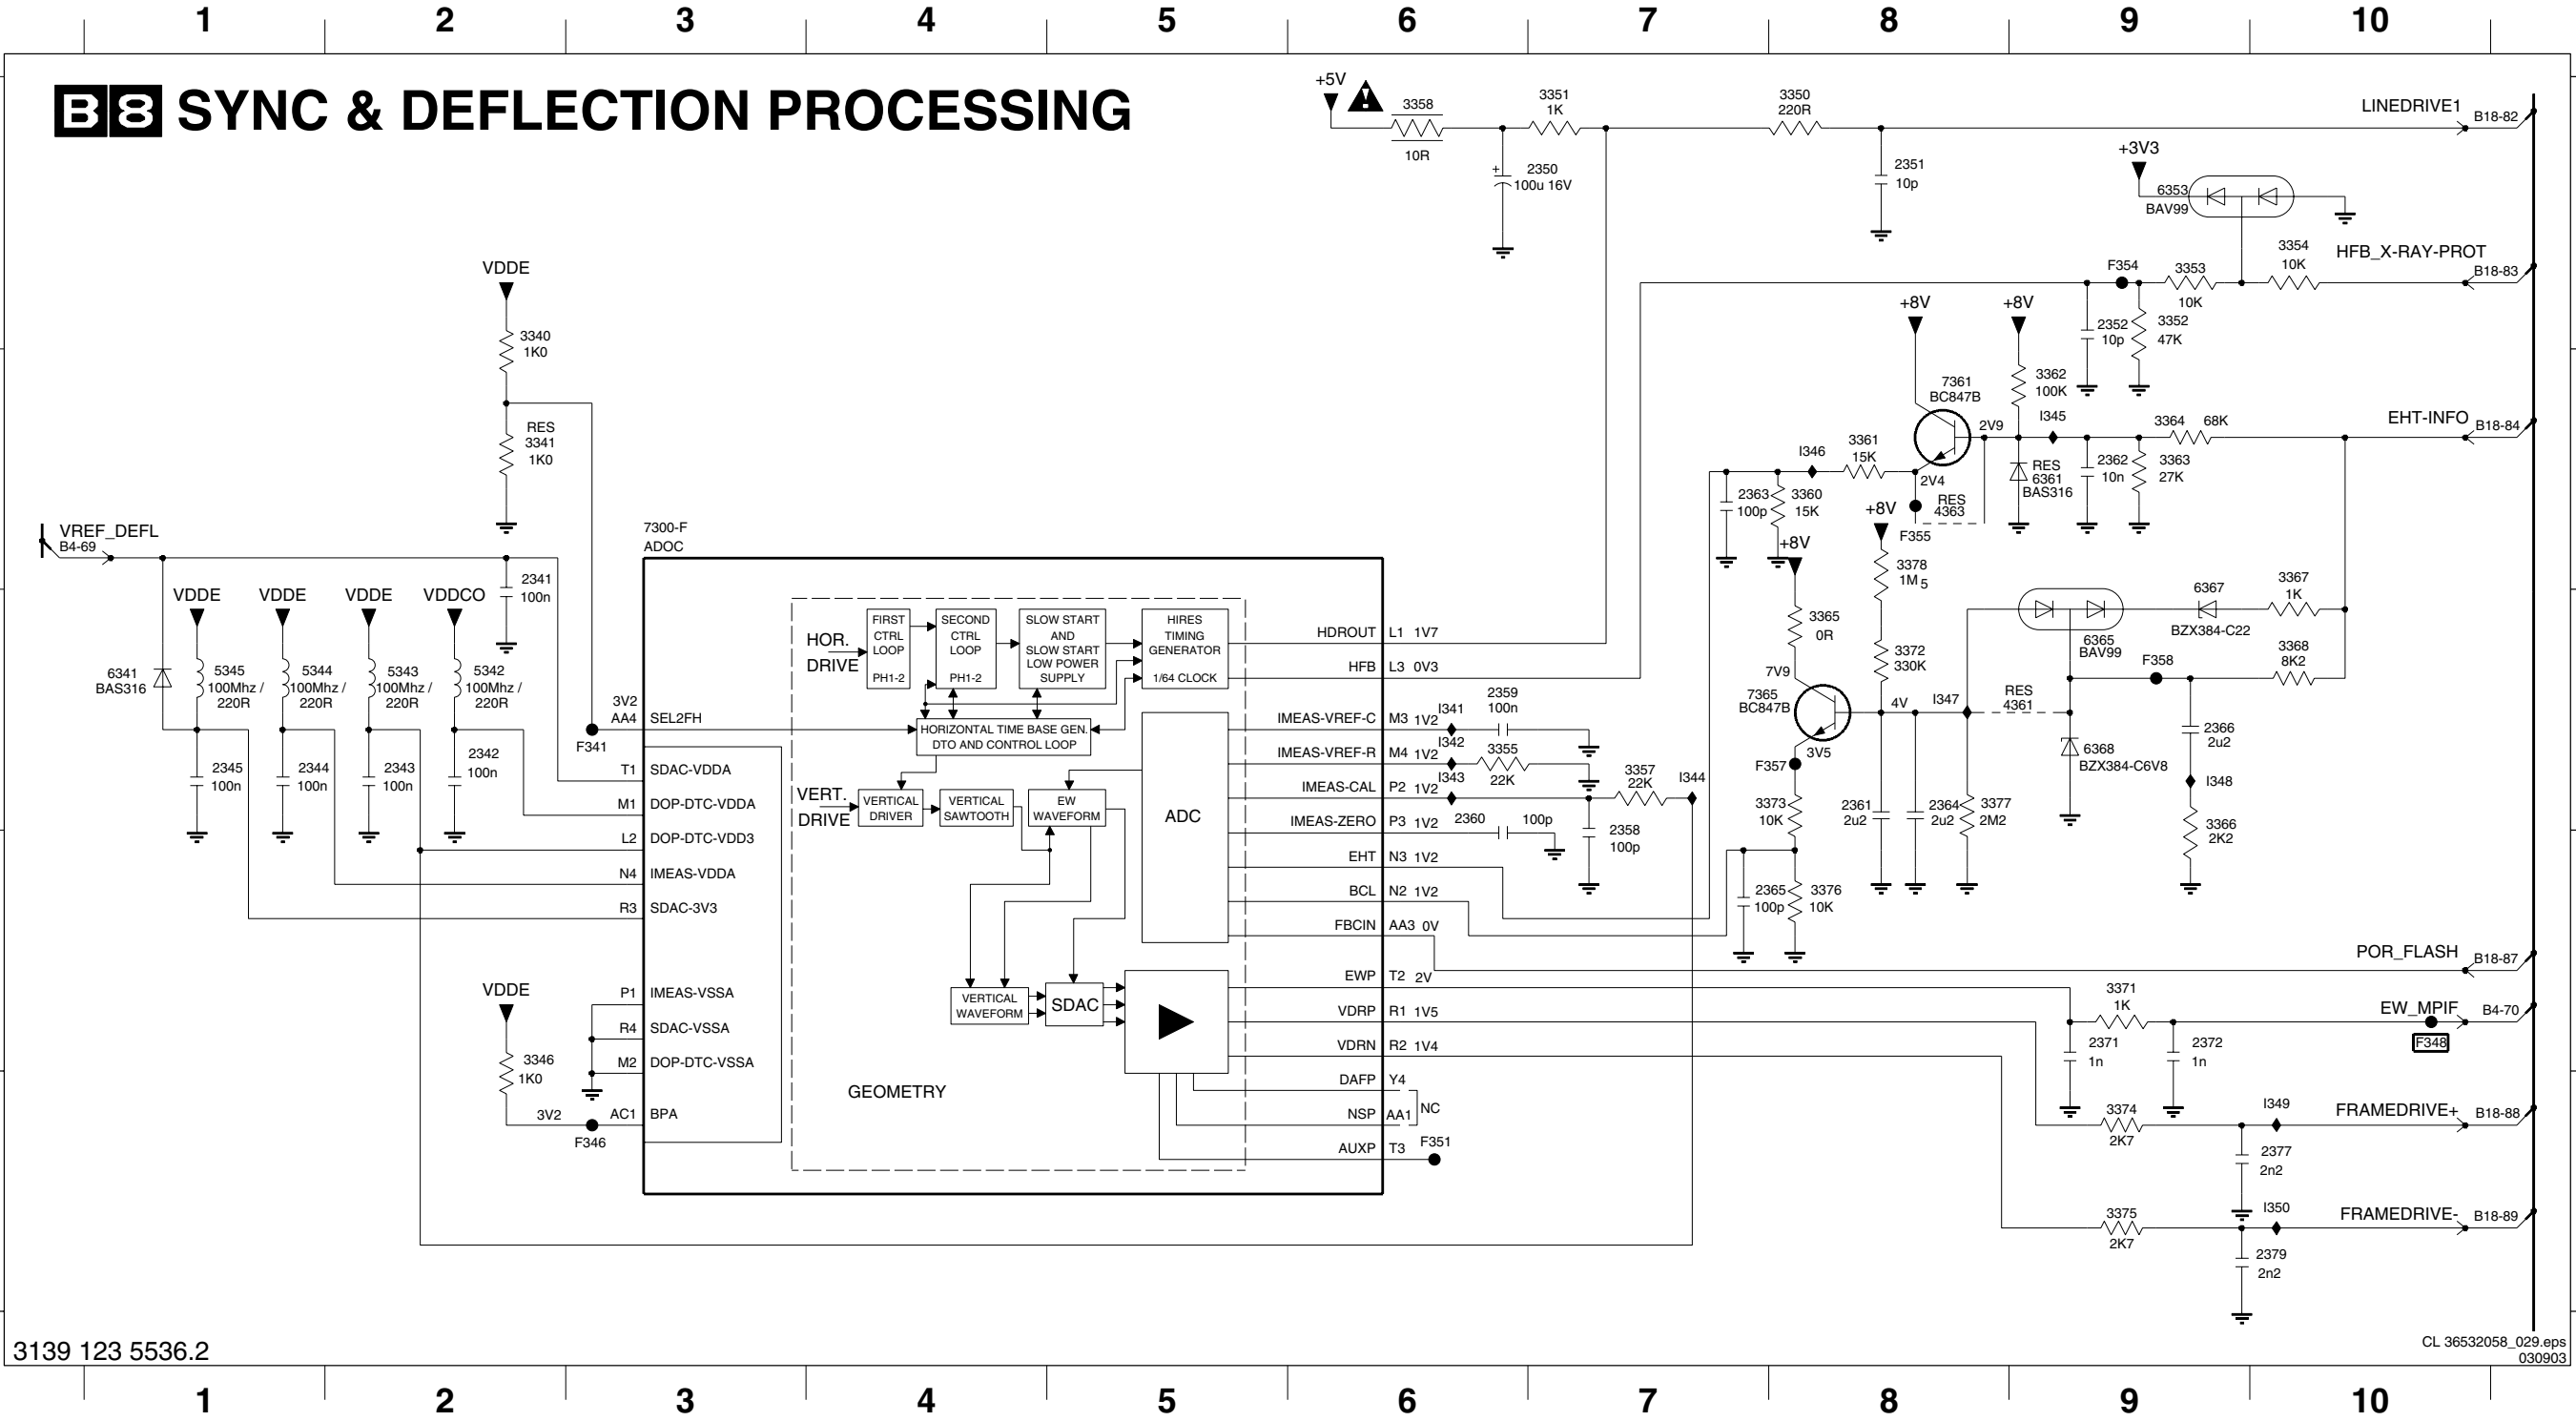 1 2 3 4 5 6 7 8 9 10
B8 SYNC & DEFLECTION PROCESSING
+5V
3358
10R
3351
1K
3350
220R
LINEDRIVE1
B18-82
2350
100u 16V
+
2351
10p
+3V3
6353
BAV99
3354
10K
HFB_X-RAY-PROT
B18-83
F354
3353
10K
2352
10p
3352
47K
VDDE
3340
1K0
RES
3341
1K0
+8V
+8V
3362
100K
7361
BC847B
2V9
I345
3364 68K
EHT-INFO
B18-84
I346
3361
15K
2V4
RES
4363
F355
RES
6361
BAS316
2362
10n
3363
27K
2363
100p
3360
15K
VREF_DEFL
B4-69
2341
100n
VDDE
VDDE
VDDE
VDDCO
6341
BAS316
5345
100Mhz /
220R
5344
100Mhz /
220R
5343
100Mhz /
220R
5342
100Mhz /
220R
2345
100n
2344
100n
2343
100n
2342
100n
7300-F
ADOC
3V2
AA4 SEL2FH
F341
T1 SDAC-VDDA
M1 DOP-DTC-VDDA
L2 DOP-DTC-VDD3
N4 IMEAS-VDDA
R3 SDAC-3V3
P1 IMEAS-VSSA
R4 SDAC-VSSA
M2 DOP-DTC-VSSA
AC1 BPA
VDDE
3346
1K0
3V2
F346
HOR.
DRIVE
FIRST
CTRL
LOOP
PH1-2
SECOND
CTRL
LOOP
PH1-2
SLOW START
AND
SLOW START
LOW POWER
SUPPLY
HIRES
TIMING
GENERATOR
1/64 CLOCK
HORIZONTAL TIME BASE GEN.
DTO AND CONTROL LOOP
VERT.
DRIVE
VERTICAL
DRIVER
VERTICAL
SAWTOOTH
EW
WAVEFORM
ADC
VERTICAL
WAVEFORM
SDAC
GEOMETRY
HDROUT L1 1V7
HFB L3 0V3
IMEAS-VREF-C M3 1V2
IMEAS-VREF-R M4 1V2
IMEAS-CAL P2 1V2
IMEAS-ZERO P3 1V2
EHT N3 1V2
BCL N2 1V2
FBCIN AA3 0V
EWP T2 2V
VDRP R1 1V5
VDRN R2 1V4
DAFP Y4
NSP AA1
NC
AUXP T3
F351
I341
2359
100n
I342
3355
22K
I343
3357
22K
I344
2360 100p
2358
100p
+8V
+8V
3378
1M5
3365
0R
3372
330K
7V9
7365
BC847B
4V
I347
3V5
F357
RES
4361
6365
BAV99
6367
BZX384-C22
3367
1K
3368
8K2
F358
2366
2u2
6368
BZX384-C6V8
I348
3366
2K2
3373
10K
2361
2u2
2364
2u2
3377
2M2
2365
100p
3376
10K
POR_FLASH
B18-87
3371
1K
EW_MPIF
B4-70
F348
2371
1n
2372
1n
3374
2K7
I349
FRAMEDRIVE+
B18-88
2377
2n2
3375
2K7
I350
FRAMEDRIVE-
B18-89
2379
2n2
3139 123 5536.2
CL 36532058_029.eps
030903
1 2 3 4 5 6 7 8 9 10